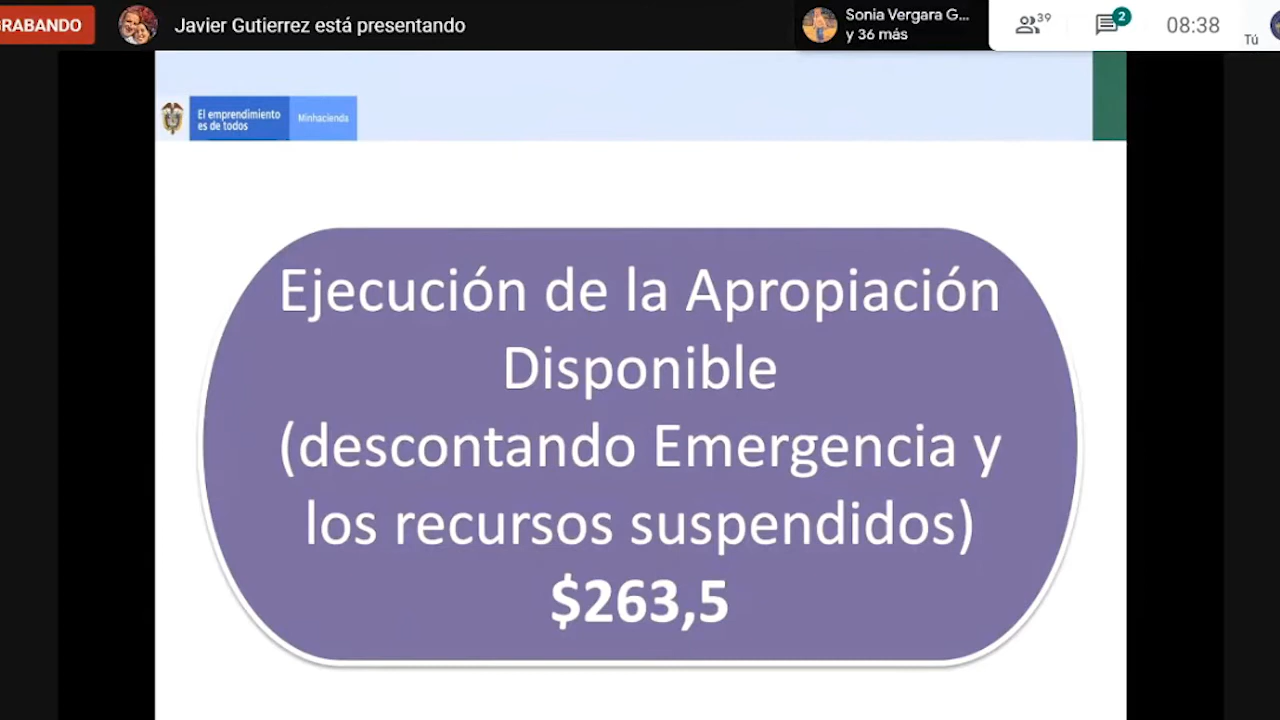 GRABANDO
Javier Gutierrez está presentando
Sonia Vergara G...
y 36 más
39
2
08:38
Tú
El emprendimiento
es de todos
Minhacienda
Ejecución de la Apropiación
Disponible
(descontando Emergencia y
los recursos suspendidos)
$263,5